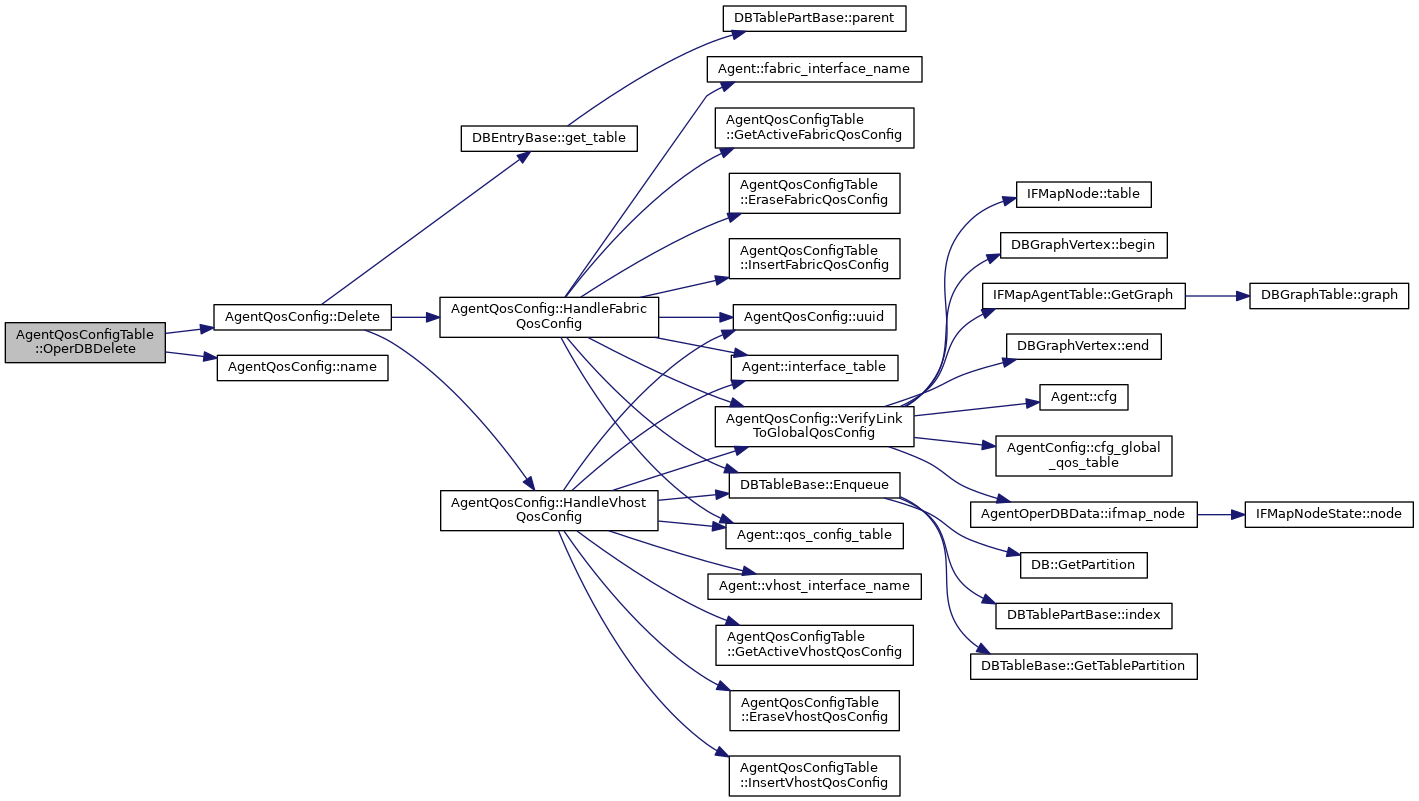 AgentQosConfigTable
::OperDBDelete
AgentQosConfig::Delete
AgentQosConfig::name
DBEntryBase::get_table
AgentQosConfig::HandleFabric
QosConfig
AgentQosConfig::HandleVhost
QosConfig
DBTablePartBase::parent
Agent::fabric_interface_name
AgentQosConfigTable
::GetActiveFabricQosConfig
AgentQosConfigTable
::EraseFabricQosConfig
AgentQosConfigTable
::InsertFabricQosConfig
AgentQosConfig::uuid
Agent::interface_table
AgentQosConfig::VerifyLink
ToGlobalQosConfig
DBTableBase::Enqueue
Agent::qos_config_table
Agent::vhost_interface_name
AgentQosConfigTable
::GetActiveVhostQosConfig
AgentQosConfigTable
::EraseVhostQosConfig
AgentQosConfigTable
::InsertVhostQosConfig
IFMapNode::table
DBGraphVertex::begin
IFMapAgentTable::GetGraph
DBGraphVertex::end
Agent::cfg
AgentConfig::cfg_global
_qos_table
AgentOperDBData::ifmap_node
DB::GetPartition
DBTablePartBase::index
DBTableBase::GetTablePartition
DBGraphTable::graph
IFMapNodeState::node